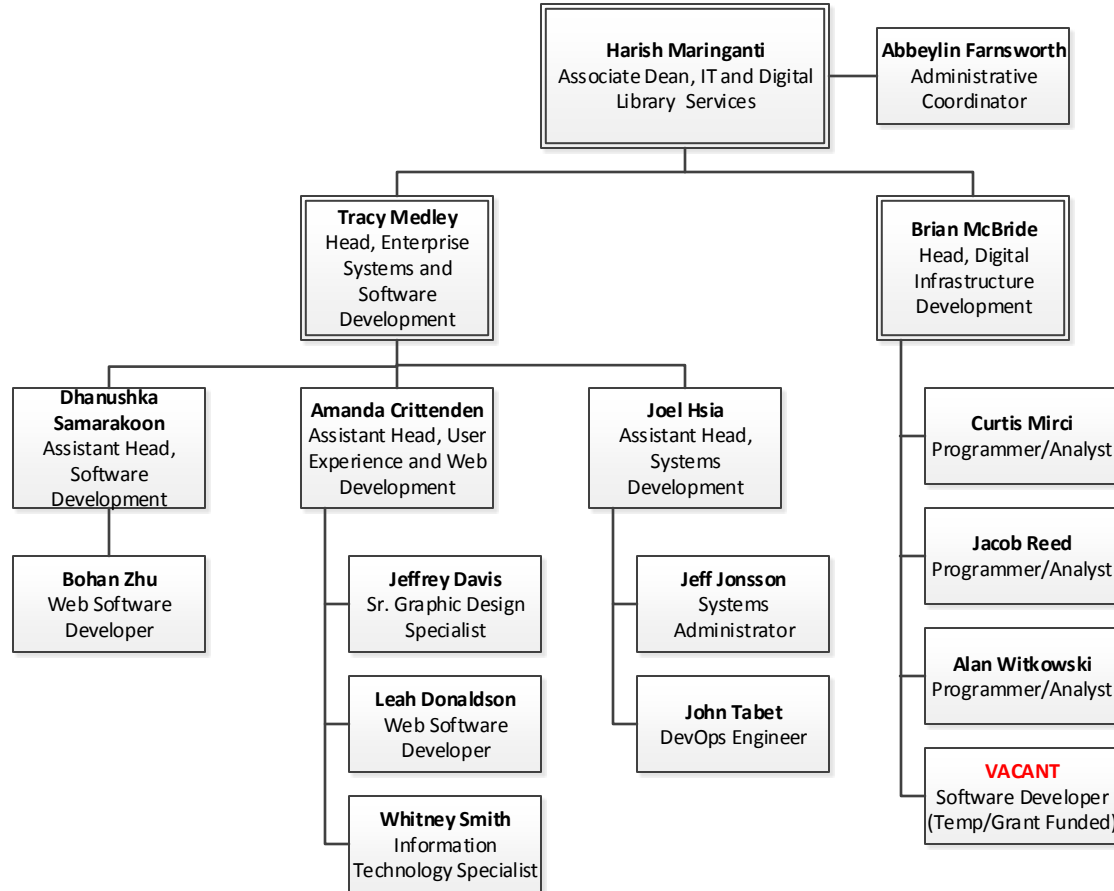 Harish Maringanti
Associate Dean, IT and Digital
Library Services
Abbeylin Farnsworth
Administrative
Coordinator
Tracy Medley
Head, Enterprise
Systems and
Software
Development
Brian McBride
Head, Digital
Infrastructure
Development
Dhanushka
Samarakoon
Assistant Head,
Software
Development
Bohan Zhu
Web Software
Developer
Amanda Crittenden
Assistant Head, User
Experience and Web
Development
Jeffrey Davis
Sr. Graphic Design
Specialist
Leah Donaldson
Web Software
Developer
Whitney Smith
Information
Technology Specialist
Joel Hsia
Assistant Head,
Systems
Development
Jeff Jonsson
Systems
Administrator
John Tabet
DevOps Engineer
Curtis Mirci
Programmer/Analyst
Jacob Reed
Programmer/Analyst
Alan Witkowski
Programmer/Analyst
VACANT
Software Developer
(Temp/Grant Funded)